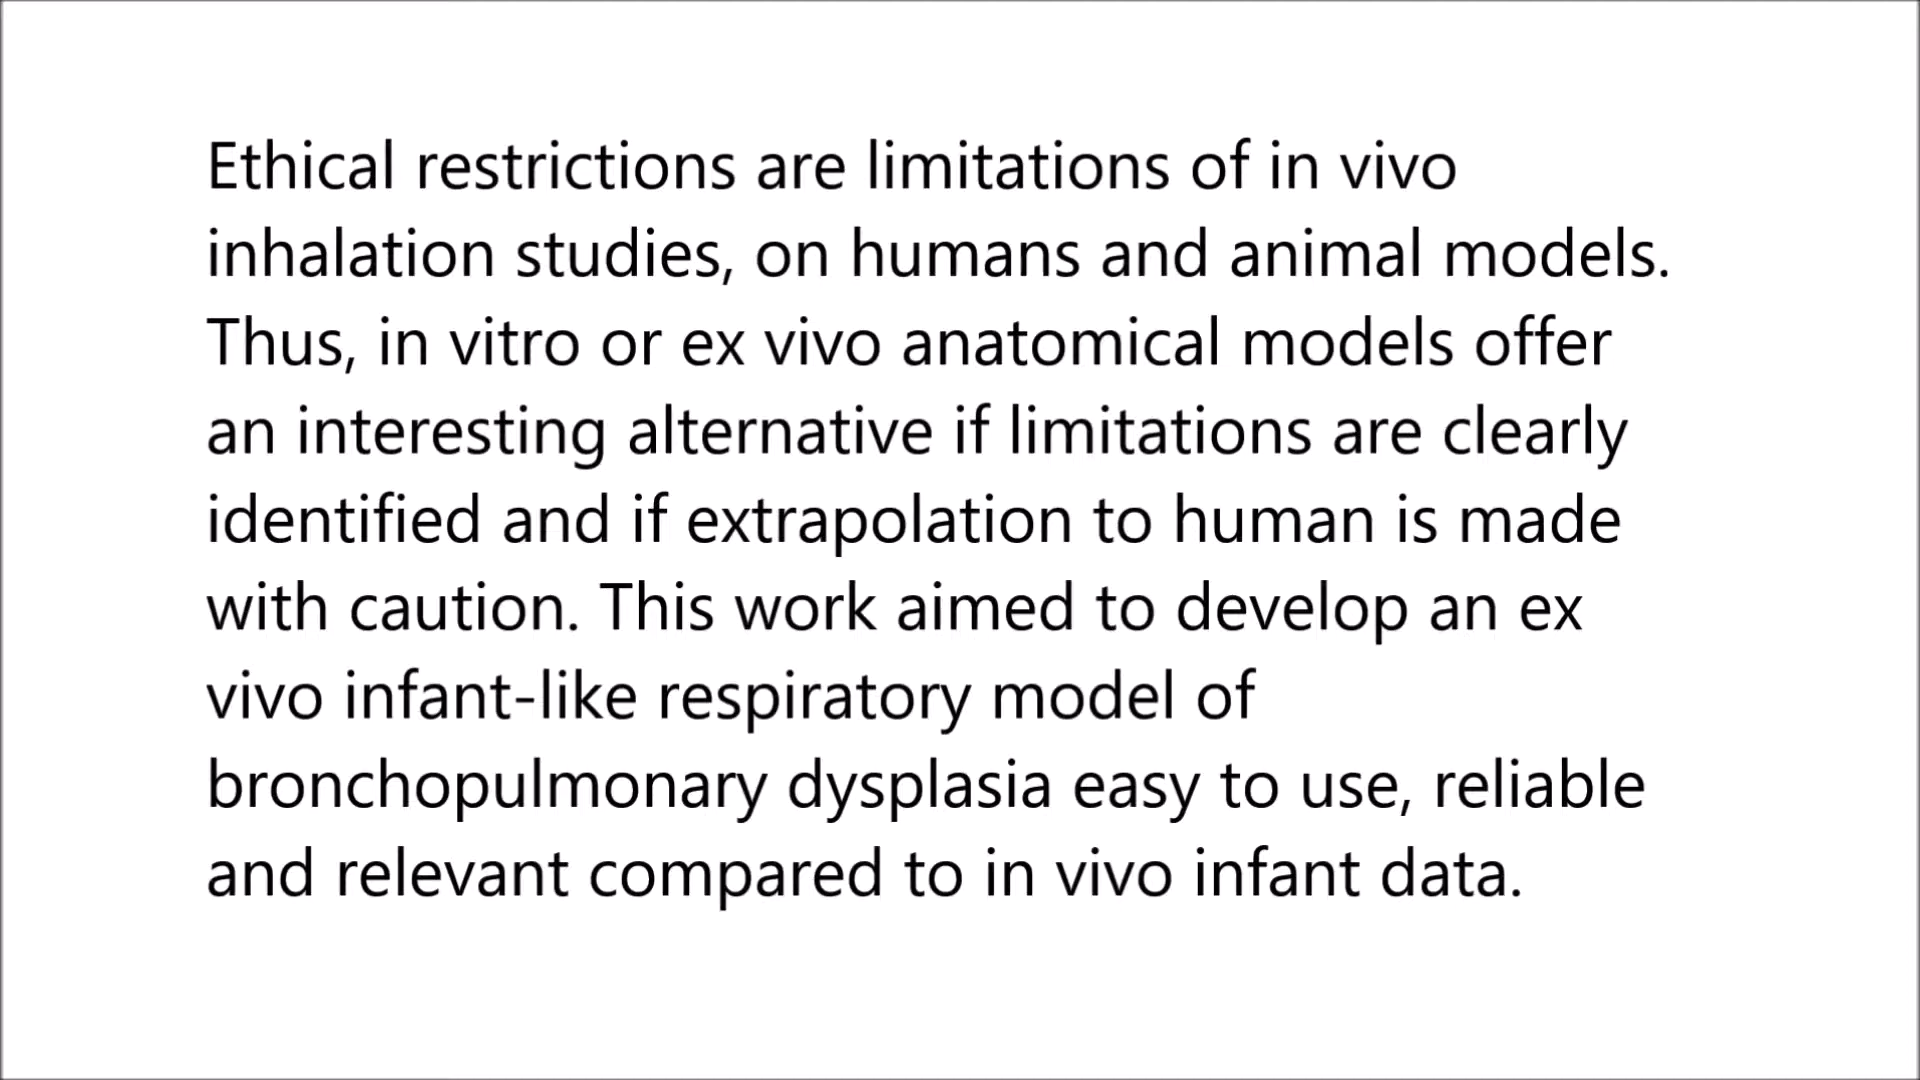 Ethical restrictions are limitations of in vivo
inhalation studies, on humans and animal models.
Thus, in vitro or ex vivo anatomical models offer
an interesting alternative if limitations are clearly
identified and if extrapolation to human is made
with caution. This work aimed to develop an ex
vivo infant-like respiratory model of
bronchopulmonary dysplasia easy to use, reliable
and relevant compared to in vivo infant data.